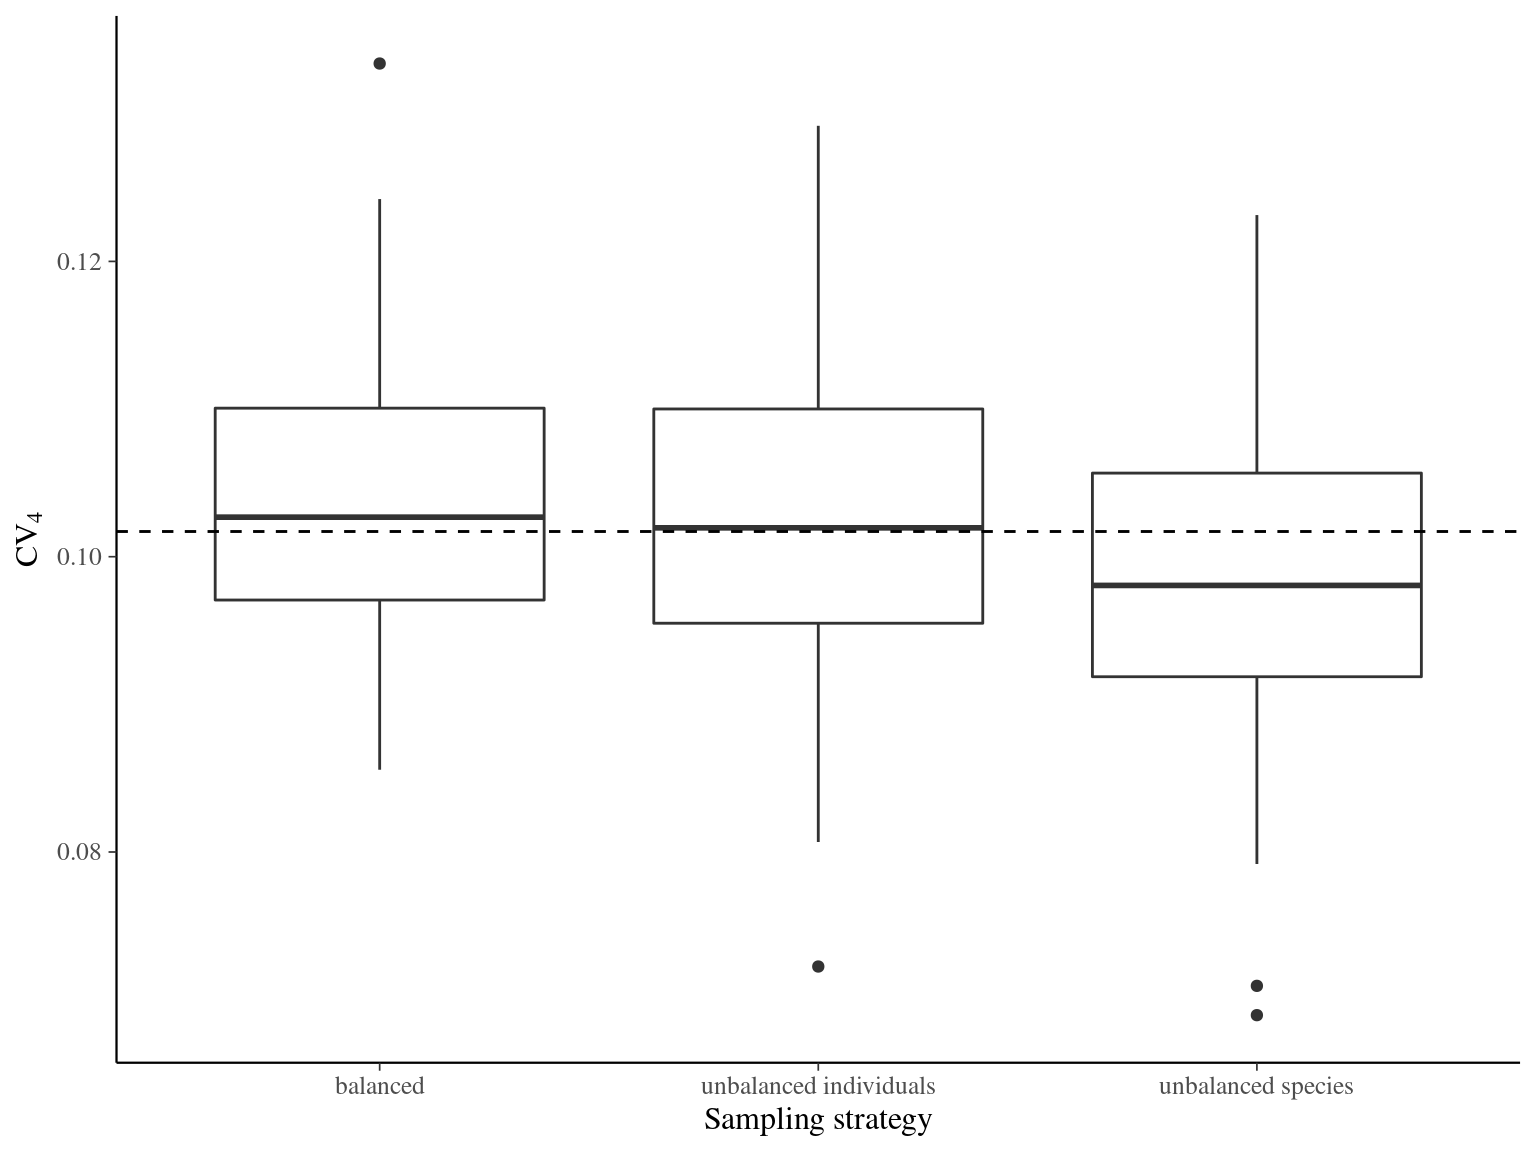 0.12
0.10
0.08
CV₄
balanced
unbalanced individuals
unbalanced species
Sampling strategy